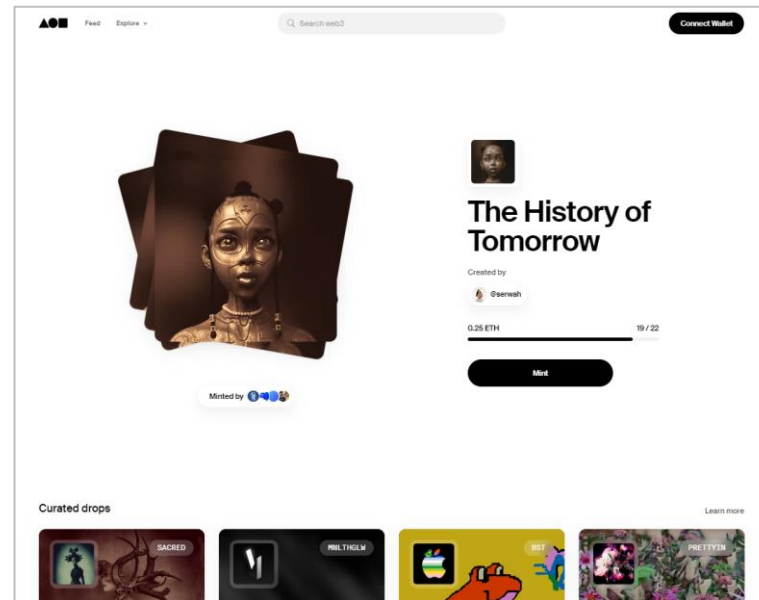 Feed Explore Search web3 Connect Wallet
The History of
Tomorrow
Created by
@serwah
0.25 ETH 19 / 22
Mint
Minted by
Curated drops Learn more
SACRED MNLTHGLW BST PRETTYIN